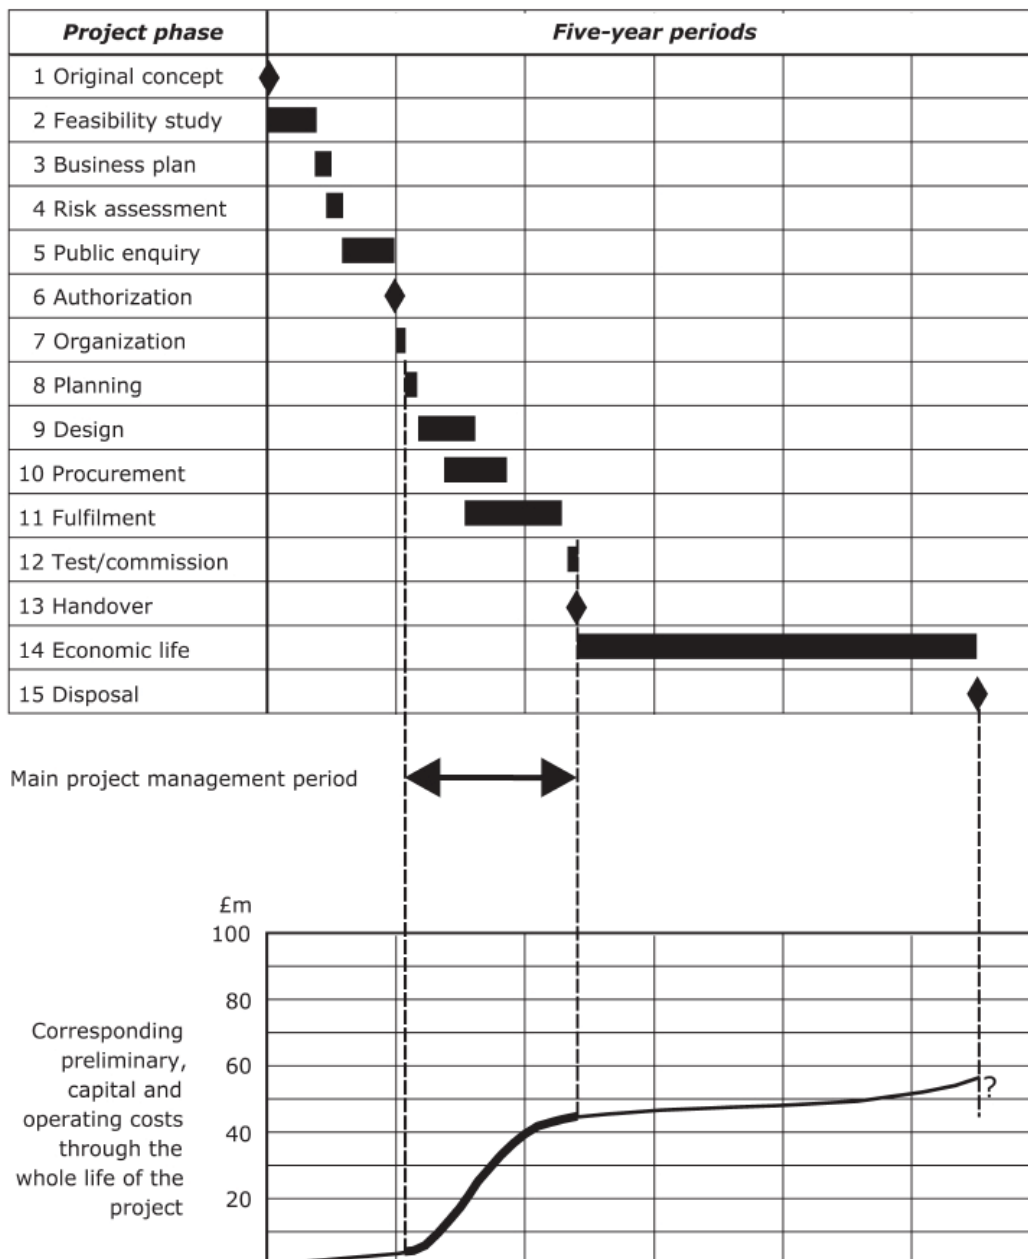 Project phase
Five-year periods
1 Original concept
2 Feasibility study
3 Business plan
4 Risk assessment
5 Public enquiry
6 Authorization
7 Organization
8 Planning
9 Design
10 Procurement
11 Fulfilment
12 Test/commission
13 Handover
14 Economic life
15 Disposal
Main project management period
£m
100
80
60
40
20
Corresponding
preliminary,
capital and
operating costs
through the
whole life of the
project
?